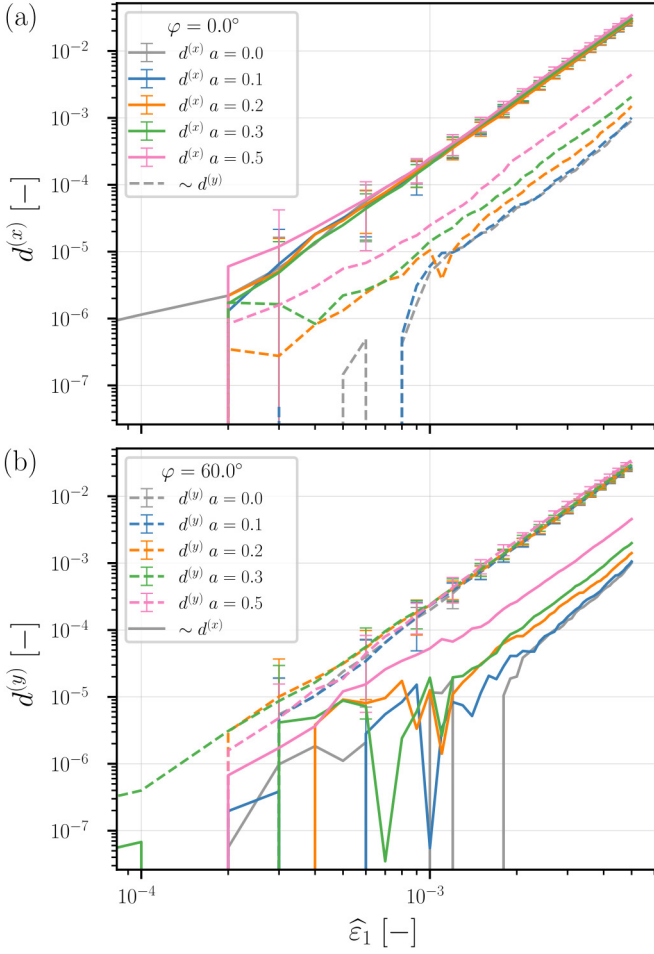 (a)
φ = 0.0°
d^(x) a = 0.0
d^(x) a = 0.1
d^(x) a = 0.2
d^(x) a = 0.3
d^(x) a = 0.5
∼ d^(y)
10^−2
10^−3
10^−4
10^−5
10^−6
10^−7
d^(x) [−]
(b)
φ = 60.0°
d^(y) a = 0.0
d^(y) a = 0.1
d^(y) a = 0.2
d^(y) a = 0.3
d^(y) a = 0.5
∼ d^(x)
10^−2
10^−3
10^−4
10^−5
10^−6
10^−7
d^(y) [−]
10^−4
10^−3
ε̂_1 [−]